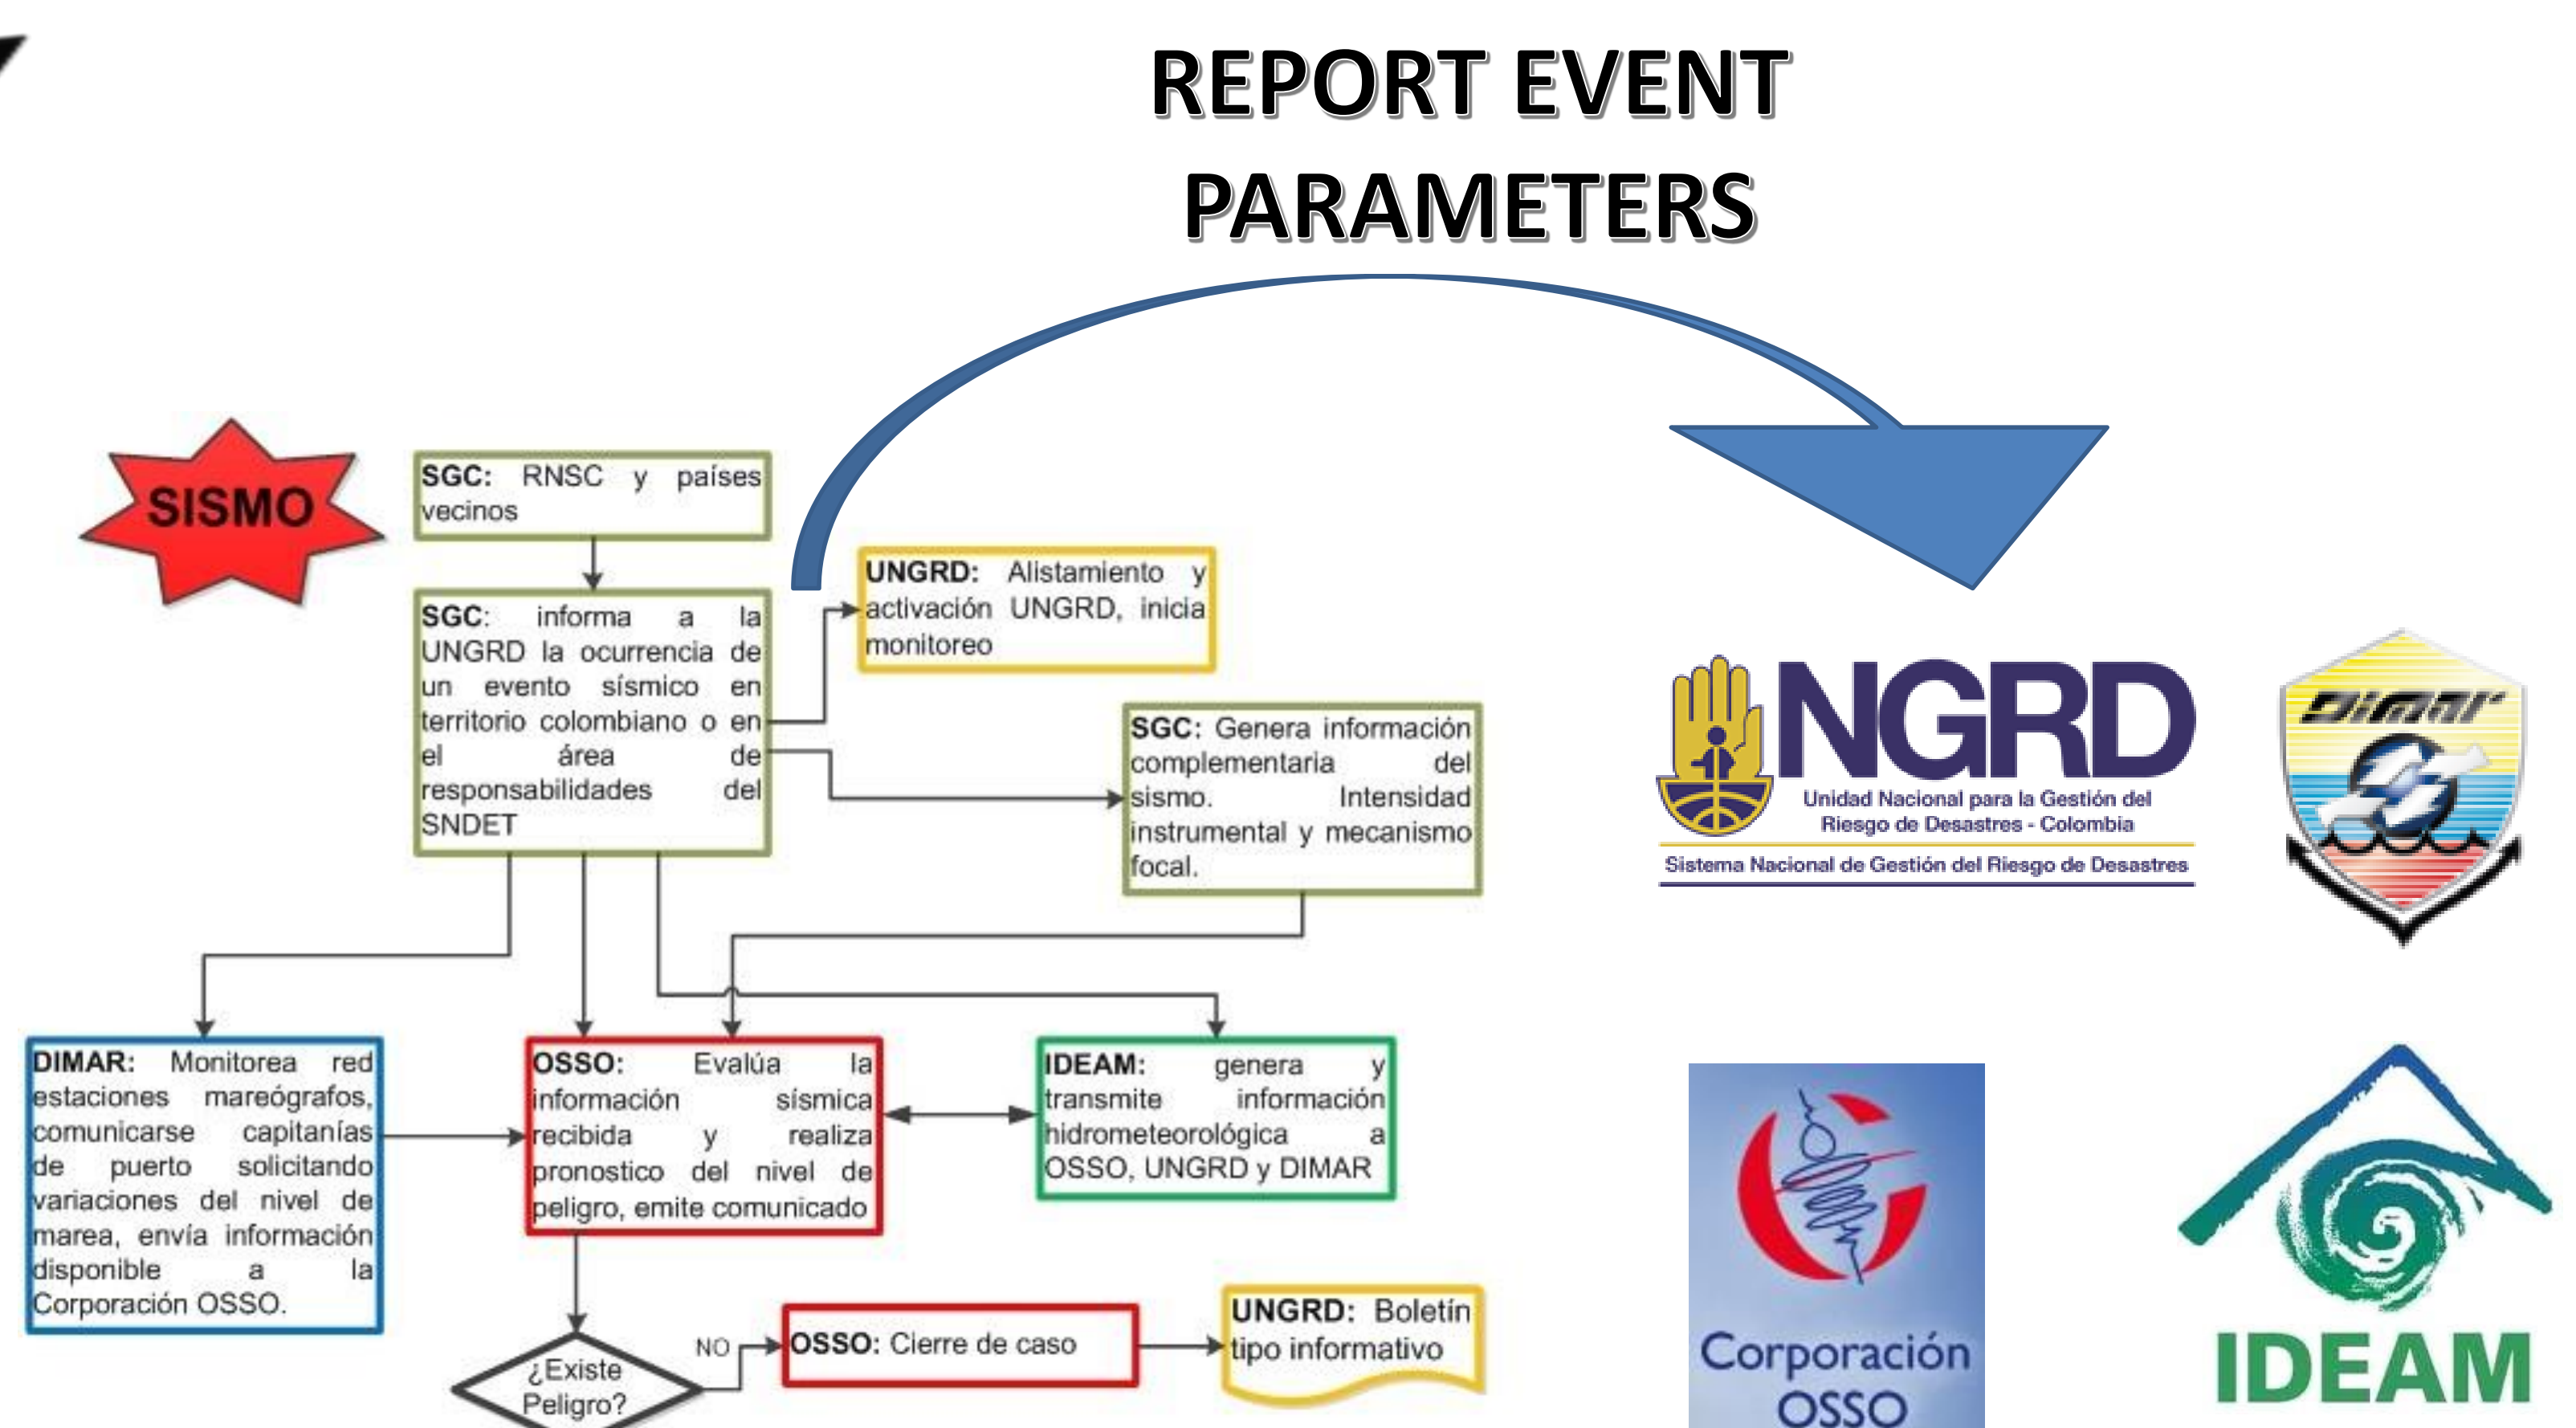 REPORT EVENT
PARAMETERS
SISMO
SGC: RNSC y países
vecinos
SGC: informa a la
UNGRD la ocurrencia de
un evento sísmico en
territorio colombiano o en
el área de
responsabilidades del
SNDET
UNGRD: Alistamiento y
activación UNGRD, inicia
monitoreo
SGC: Genera información
complementaria del
sismo. Intensidad
instrumental y mecanismo
focal.
DIMAR: Monitorea red
estaciones mareógrafos,
comunicarse capitanías
de puerto solicitando
variaciones del nivel de
marea, envía información
disponible a la
Corporación OSSO.
OSSO: Evalúa la
información sísmica
recibida y realiza
pronostico del nivel de
peligro, emite comunicado
IDEAM: genera y
transmite información
hidrometeorológica a
OSSO, UNGRD y DIMAR
¿Existe
Peligro?
NO
OSSO: Cierre de caso
UNGRD: Boletín
tipo informativo
NGRD
Unidad Nacional para la Gestión del
Riesgo de Desastres - Colombia
Sistema Nacional de Gestión del Riesgo de Desastres
Dimar
Corporación
OSSO
IDEAM